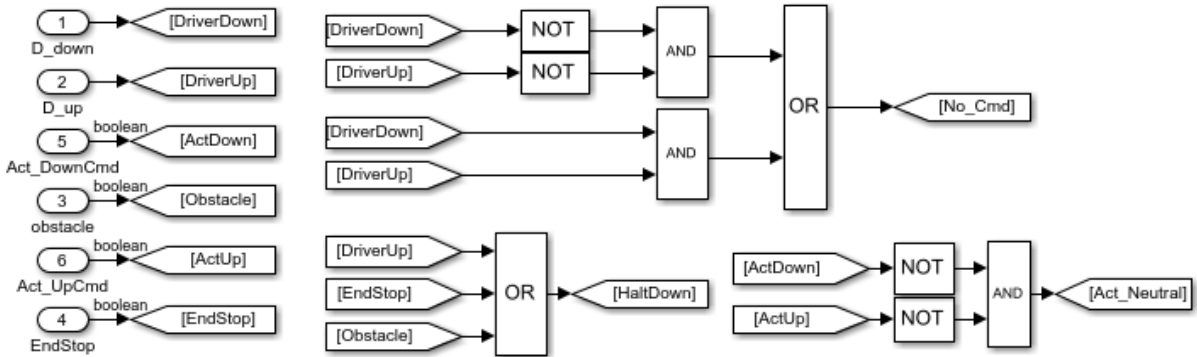 1
[DriverDown]
D_down
2
[DriverUp]
D_up
5
boolean
[ActDown]
Act_DownCmd
3
boolean
[Obstacle]
obstacle
6
boolean
[ActUp]
Act_UpCmd
4
boolean
[EndStop]
EndStop
[DriverDown]
NOT
[DriverUp]
NOT
AND
[DriverDown]
[DriverUp]
AND
OR
[No_Cmd]
[DriverUp]
[EndStop]
[Obstacle]
OR
[HaltDown]
[ActDown]
NOT
[ActUp]
NOT
AND
[Act_Neutral]